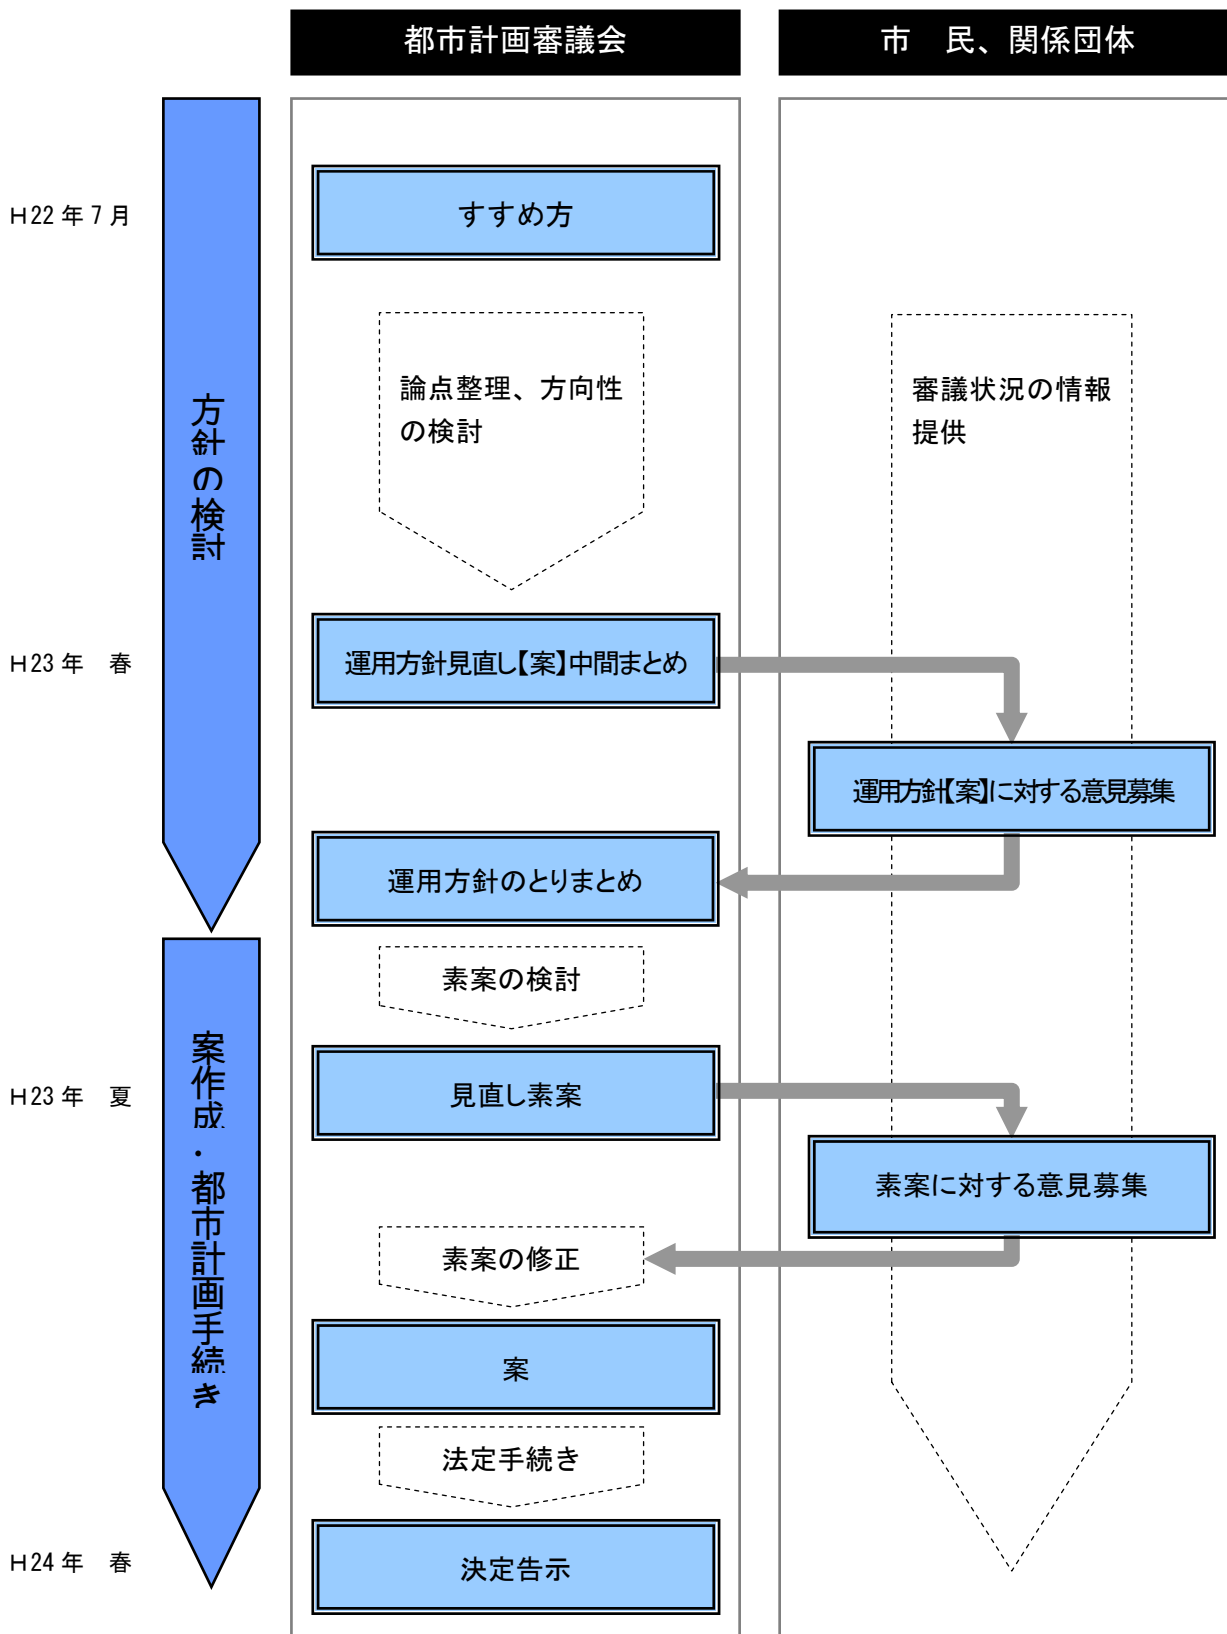 都市計画審議会
市　民、関係団体
H22年7月
すすめ方
論点整理、方向性
の検討
審議状況の情報
提供
方針の検討
H23年　春
運用方針見直し【案】中間まとめ
運用方針【案】に対する意見募集
運用方針のとりまとめ
素案の検討
案作成・都市計画手続き
H23年　夏
見直し素案
素案に対する意見募集
素案の修正
案
法定手続き
H24年　春
決定告示